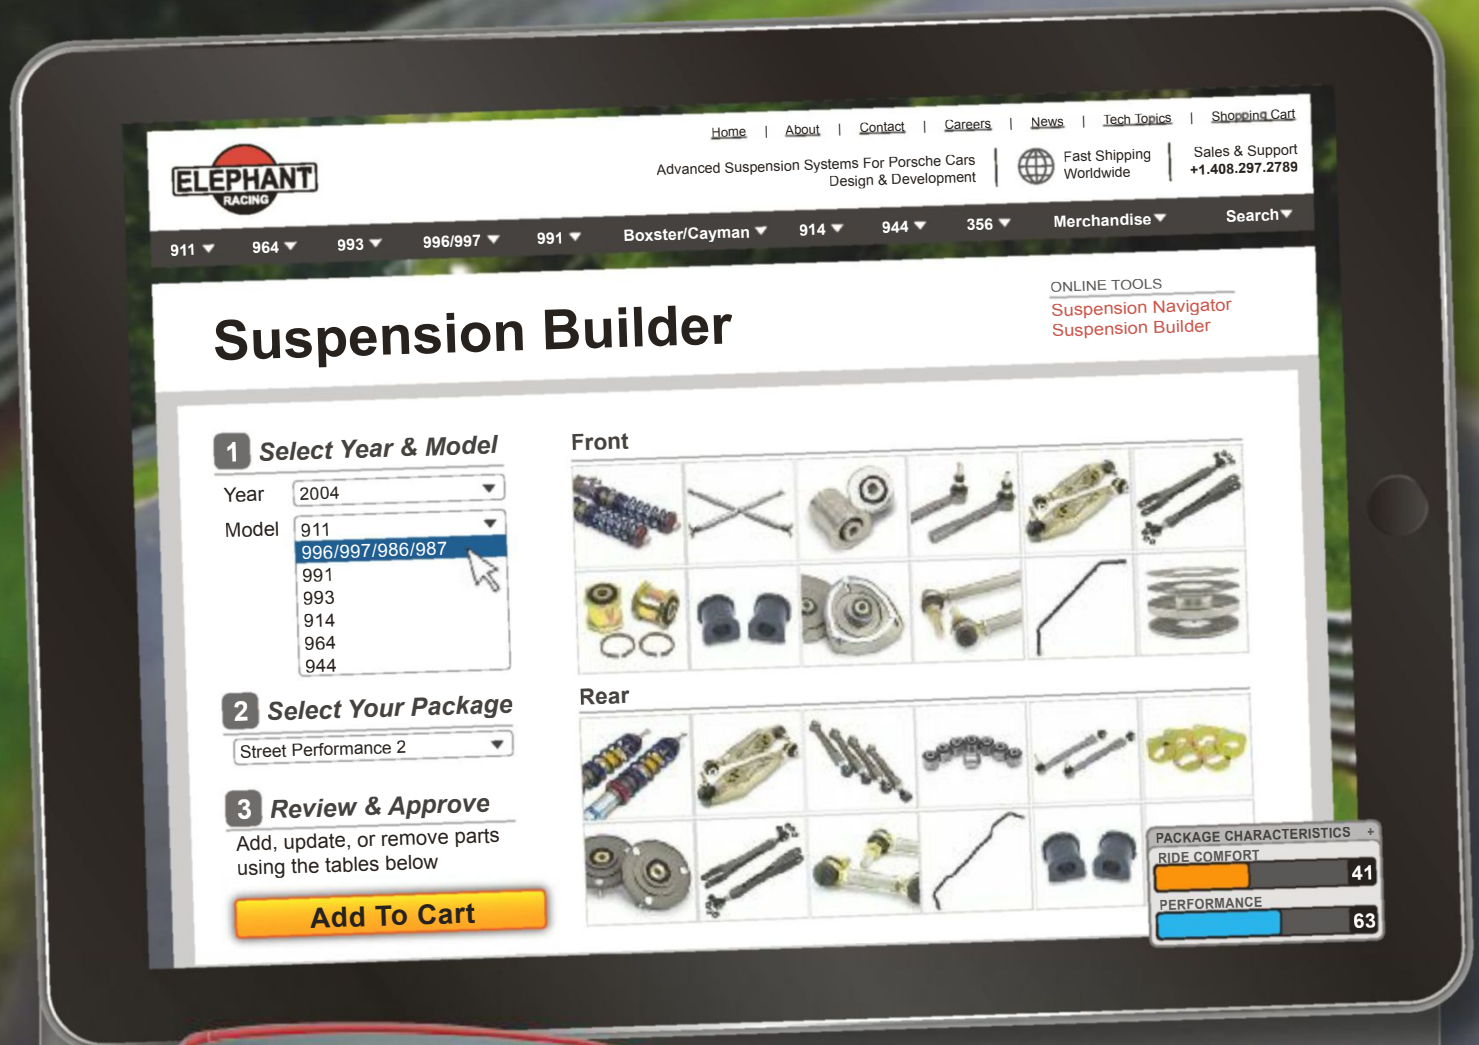 ELEPHANT
RACING
Home | About | Contact | Careers | News | Tech Topics | Shopping Cart
Advanced Suspension Systems For Porsche Cars
Design & Development
Fast Shipping
Worldwide
Sales & Support
+1.408.297.2789
911 964 993 996/997 991 Boxster/Cayman 914 944 356 Merchandise Search
Suspension Builder
ONLINE TOOLS
Suspension Navigator
Suspension Builder
1 Select Year & Model
Year 2004
Model 911
996/997/986/987
991
993
914
964
944
2 Select Your Package
Street Performance 2
3 Review & Approve
Add, update, or remove parts
using the tables below
Add To Cart
Front
Rear
PACKAGE CHARACTERISTICS +
RIDE COMFORT
41
PERFORMANCE
63